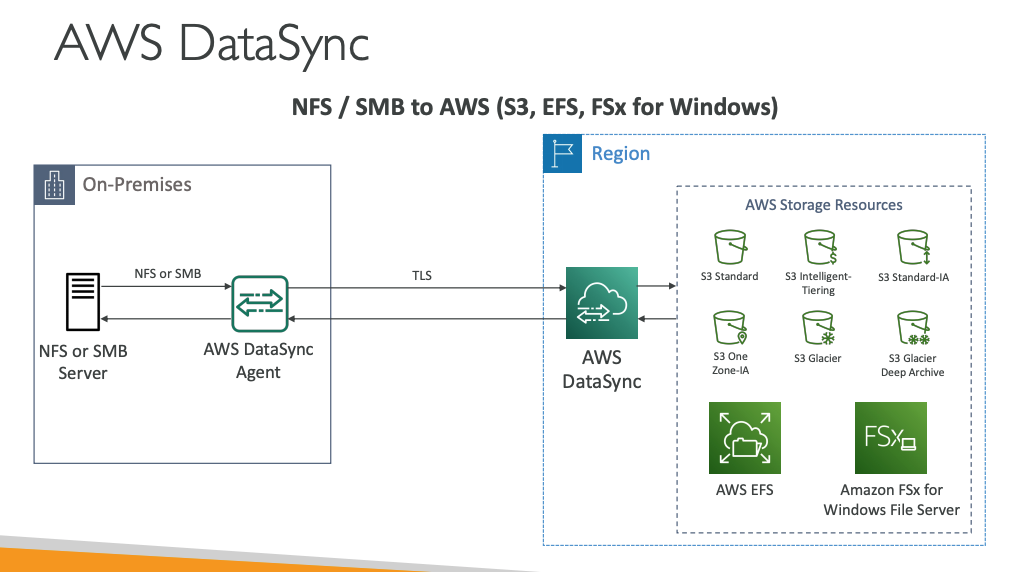 AWS DataSync
NFS / SMB to AWS (S3, EFS, FSx for Windows)
On-Premises
NFS or SMB
NFS or SMB
Server
AWS DataSync
Agent
TLS
Region
AWS
DataSync
AWS Storage Resources
S3 Standard
S3 Intelligent-
Tiering
S3 Standard-IA
S3 One
Zone-IA
S3 Glacier
S3 Glacier
Deep Archive
AWS EFS
FSx
Amazon FSx for
Windows File Server